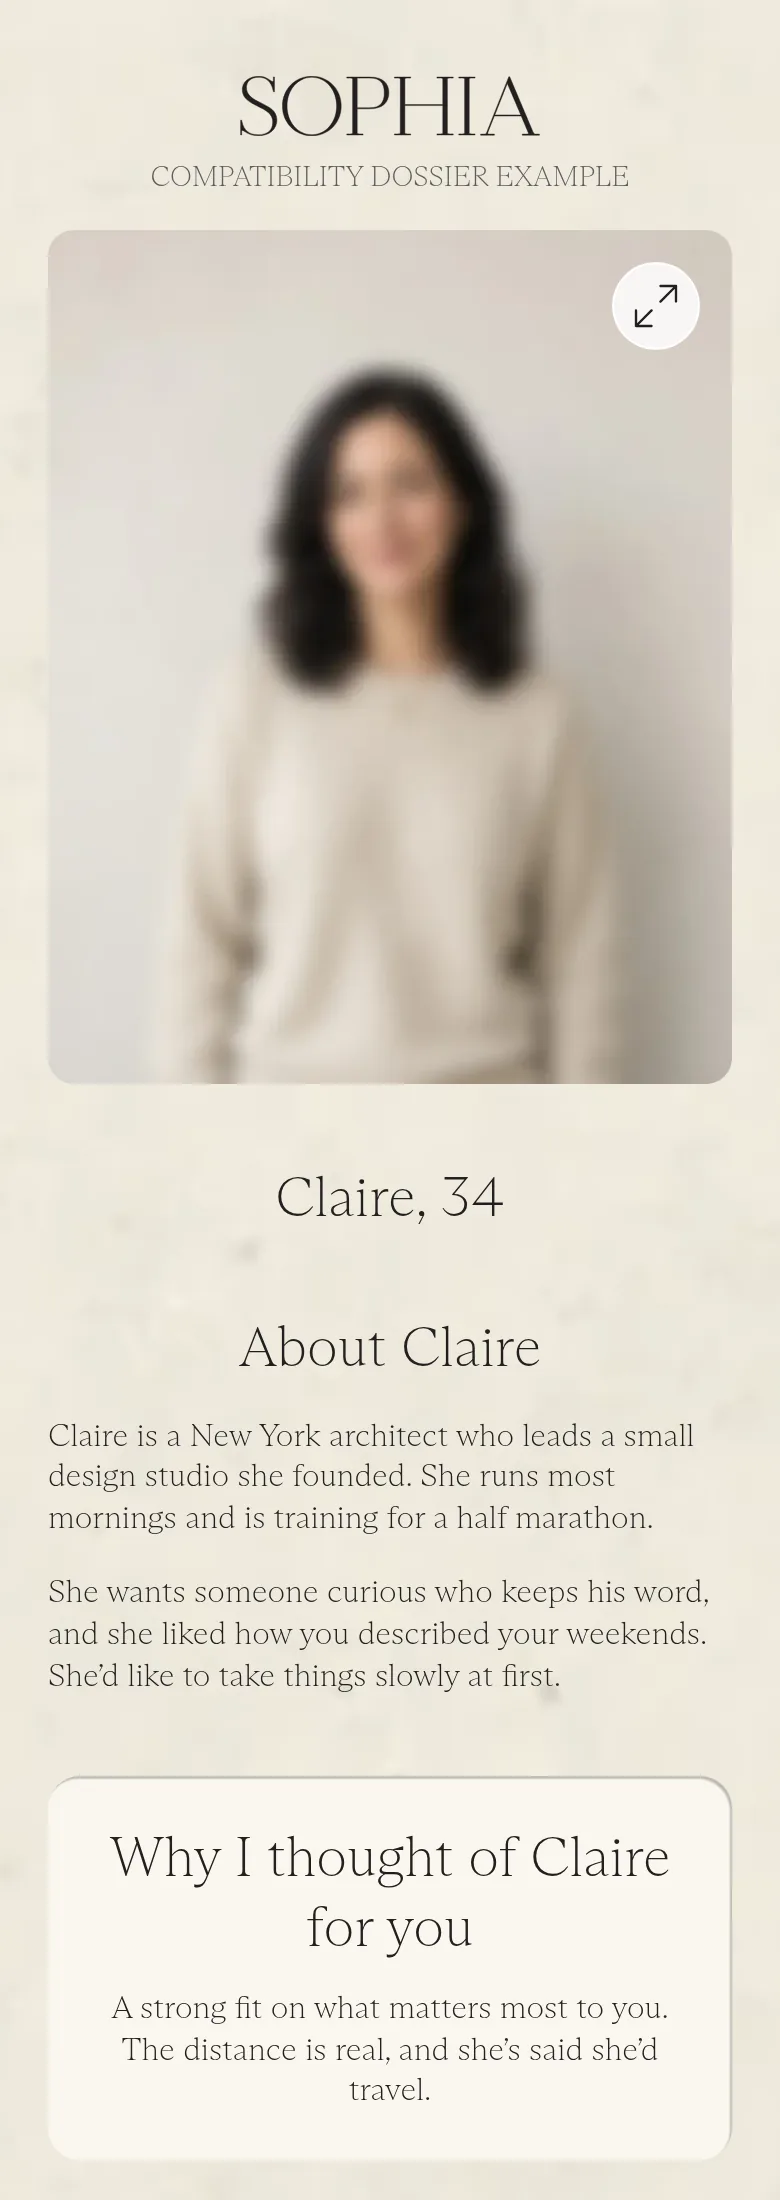 SOPHIA
COMPATIBILITY DOSSIER EXAMPLE
Claire, 34
About Claire
Claire is a New York architect who leads a small
design studio she founded. She runs most
mornings and is training for a half marathon.
She wants someone curious who keeps his word,
and she liked how you described your weekends.
She’d like to take things slowly at first.
Why I thought of Claire
for you
A strong fit on what matters most to you.
The distance is real, and she’s said she’d
travel.